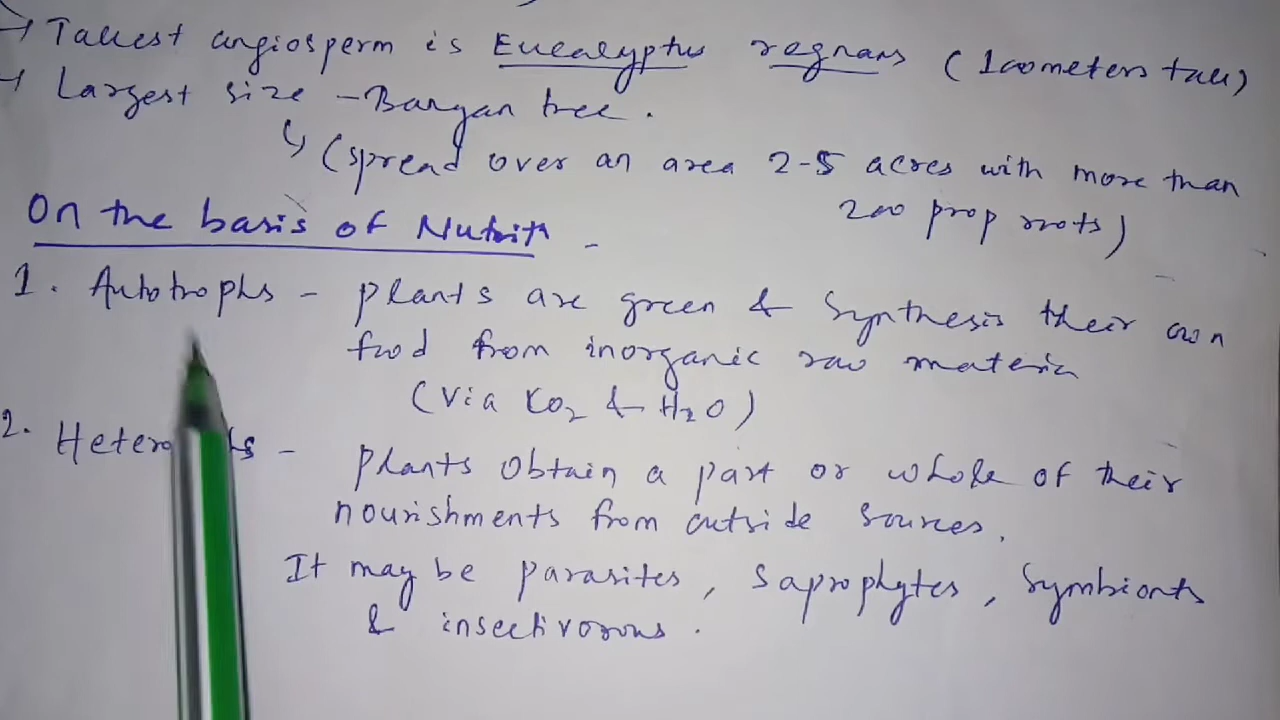 → Tallest angiosperm is Eucalyptus regnans (100 meters tall)
→ Largest size - Banyan tree.
↳ (spread over an area 2-5 acres with more than
200 prop roots)
On the basis of Nutrith -
1. Autotrophs - plants are green & Synthesis their own
food from inorganic raw materia
(Via CO2 & H2O)
2. -
plants obtain a part or whole of their
nourishments from outside sources.
It may be parasites, saprophytes, Symbionts
& insectivorous.